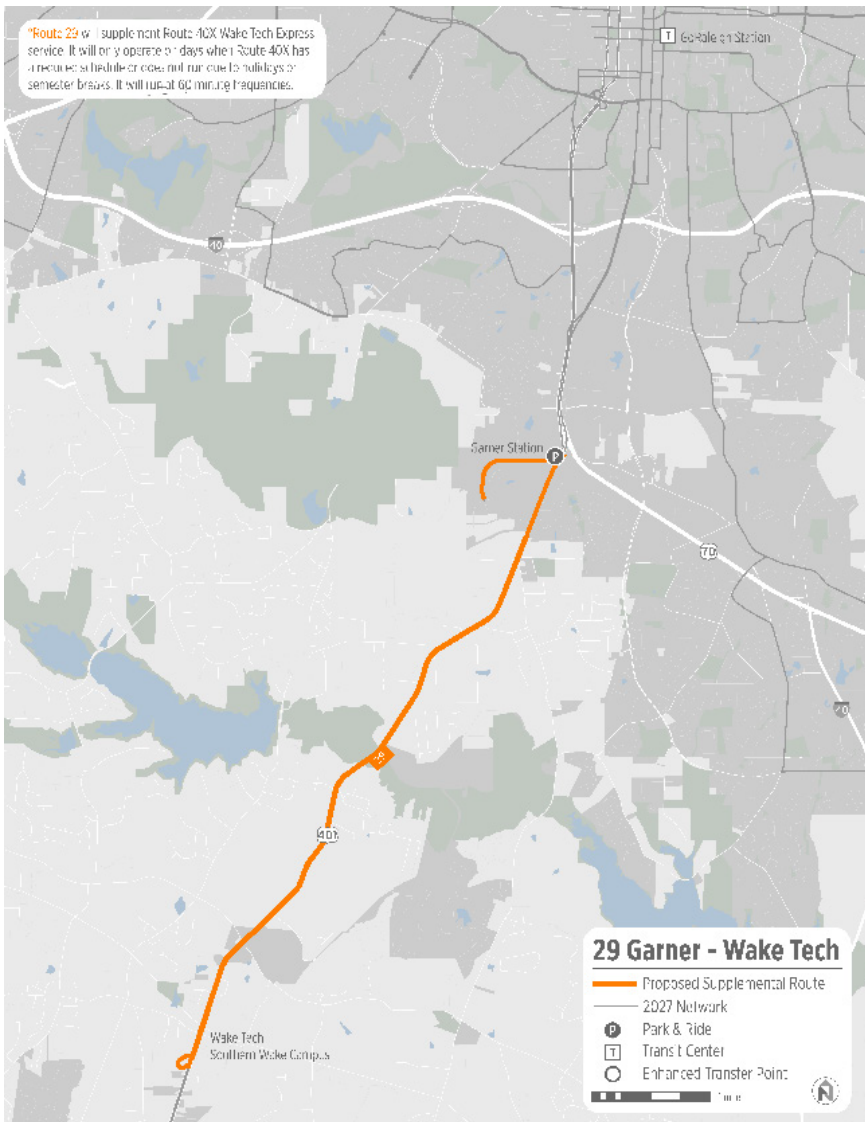 *Route 29 will supplement Route 40X Wake Tech Express
service. It will only operate on days when Route 40X has
a reduced schedule or does not run due to holidays or
semester breaks. It will run at 60 minute frequencies.
T GoRaleigh Station
T
40
Garner Station P
70
40
401
Wake Tech
Southern Wake Campus
29 Garner - Wake Tech
Proposed Supplemental Route
2027 Network
P Park & Ride
T Transit Center
Enhanced Transfer Point
1 mile
N